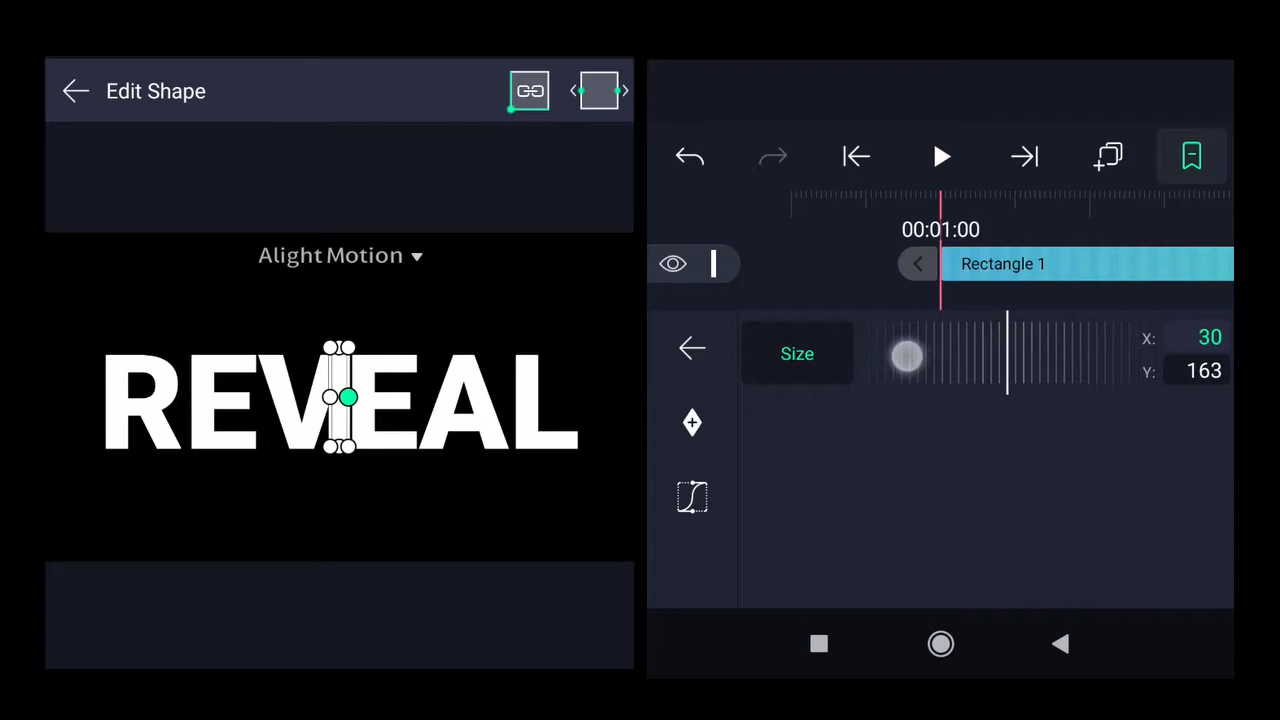 Edit Shape
Alight Motion
REVEAL
00:01:00
Rectangle 1
Size
X: 30
Y: 163